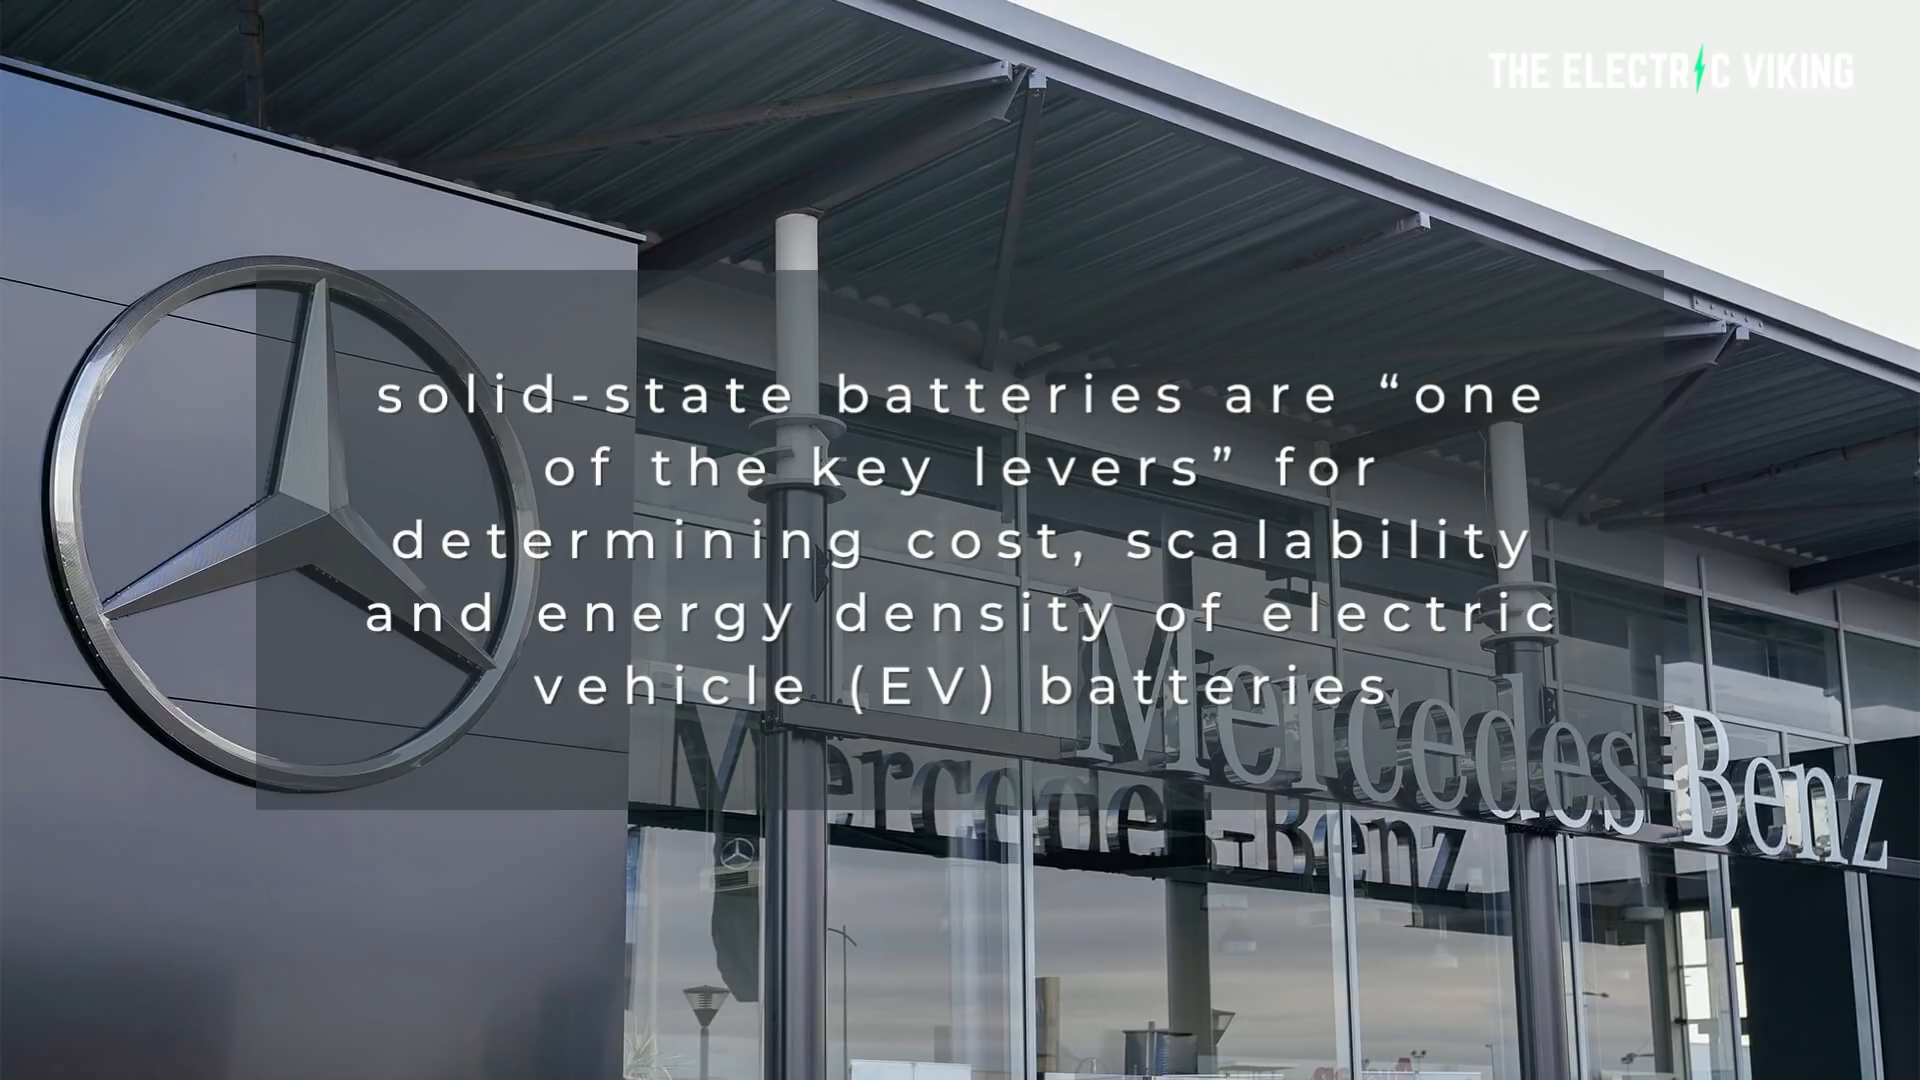 THE ELECTRIC VIKING
solid-state batteries are “one
of the key levers” for
determining cost, scalability
and energy density of electric
vehicle (EV) batteries
Mercedes-Benz
Mercedes-Benz